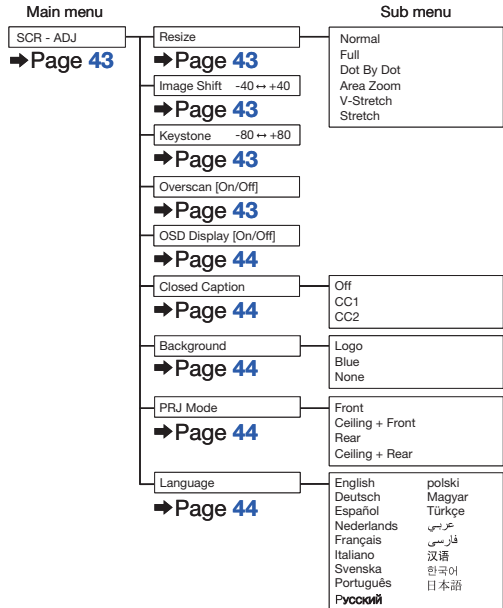 Main menu
Sub menu
SCR - ADJ
➡Page 43
Resize
➡Page 43
Normal
Full
Dot By Dot
Area Zoom
V-Stretch
Stretch
Image Shift -40 ↔ +40
➡Page 43
Keystone -80 ↔ +80
➡Page 43
Overscan [On/Off]
➡Page 43
OSD Display [On/Off]
➡Page 44
Closed Caption
➡Page 44
Off
CC1
CC2
Background
➡Page 44
Logo
Blue
None
PRJ Mode
➡Page 44
Front
Ceiling + Front
Rear
Ceiling + Rear
Language
➡Page 44
English
Deutsch
Español
Nederlands
Français
Italiano
Svenska
Português
Русский
polski
Magyar
Türkçe
عربي
فارسی
汉语
한국어
日本語